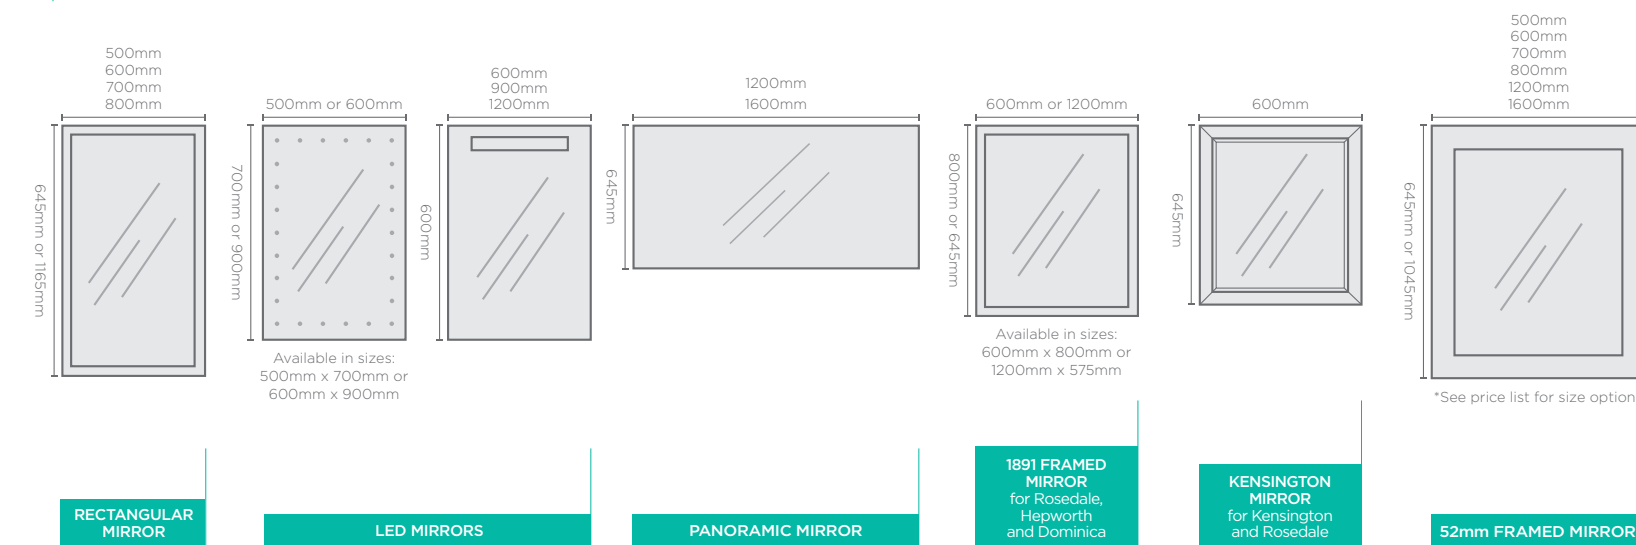 500mm
600mm
700mm
800mm
645mm or 1165mm
RECTANGULAR
MIRROR
500mm or 600mm
700mm or 900mm
Available in sizes:
500mm x 700mm or
600mm x 900mm
600mm
900mm
1200mm
600mm
LED MIRRORS
1200mm
1600mm
645mm
PANORAMIC MIRROR
600mm or 1200mm
800mm or 645mm
Available in sizes:
600mm x 800mm or
1200mm x 575mm
1891 FRAMED
MIRROR
for Rosedale,
Hepworth
and Dominica
600mm
645mm
KENSINGTON
MIRROR
for Kensington
and Rosedale
500mm
600mm
700mm
800mm
1200mm
1600mm
645mm or 1045mm
*See price list for size option
52mm FRAMED MIRROR